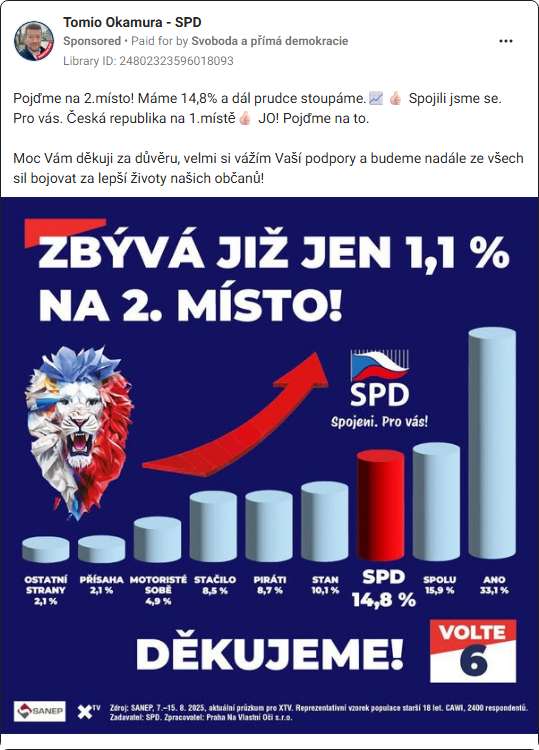 Tomio Okamura - SPD
Sponsored • Paid for by Svoboda a přímá demokracie
Library ID: 24802323596018093
Pojďme na 2.místo! Máme 14,8% a dál prudce stoupáme.📈 👍🏻 Spojili jsme se.
Pro vás. Česká republika na 1.místě👍🏻 JO! Pojďme na to.
Moc Vám děkuji za důvěru, velmi si vážím Vaší podpory a budeme nadále ze všech
sil bojovat za lepší životy našich občanů!
ZBÝVÁ JIŽ JEN 1,1 %
NA 2. MÍSTO!
SPD
Spojeni. Pro vás!
OSTATNÍ STRANY 2,1 %
PŘÍSAHA 2,1 %
MOTORISTÉ SOBĚ 4,9 %
STAČILO 8,5 %
PIRÁTI 8,7 %
STAN 10,1 %
SPD 14,8 %
SPOLU 15,9 %
ANO 33,1 %
DĚKUJEME!
VOLTE
6
SANEP
XTV
Zdroj: SANEP, 7.–15. 8. 2025, aktuální průzkum pro XTV. Reprezentativní vzorek populace starší 18 let. CAWI, 2400 respondentů.
Zadavatel: SPD. Zpracovatel: Praha Na Vlastní Oči s.r.o.